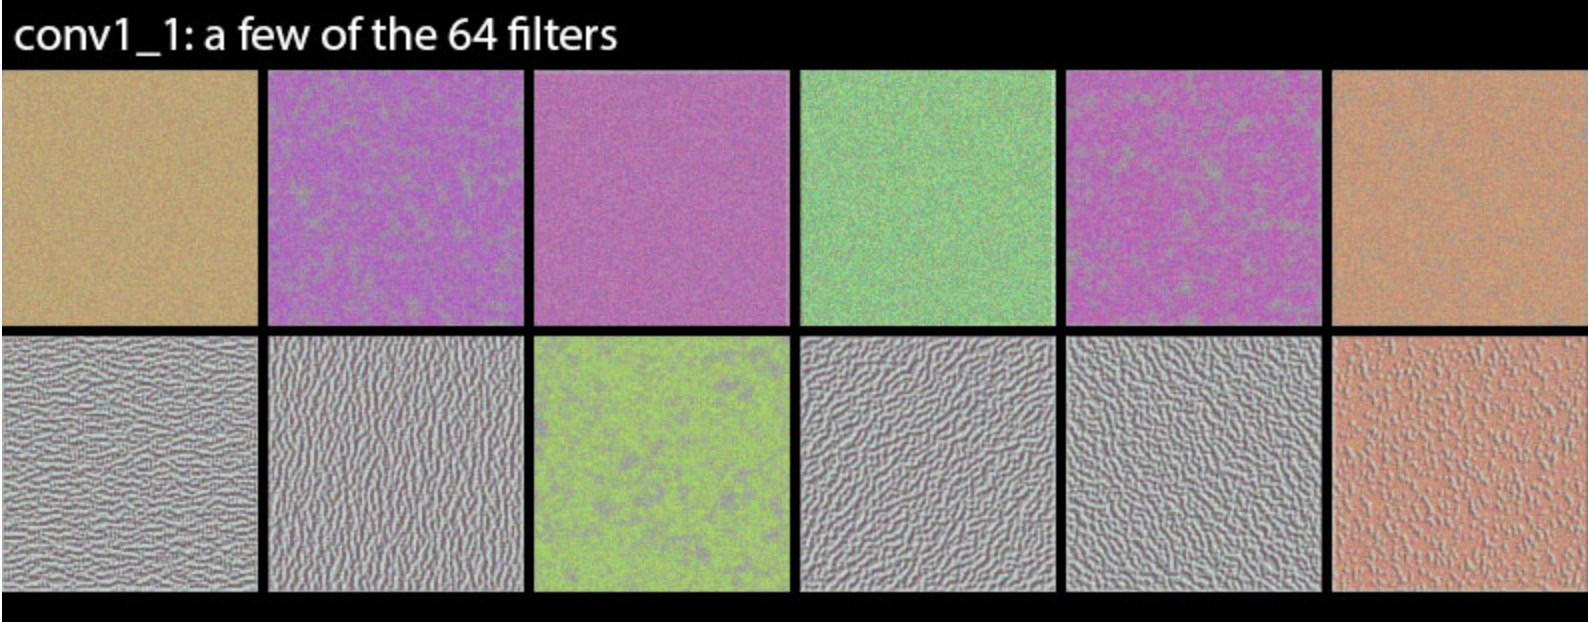 conv1_1: a few of the 64 filters